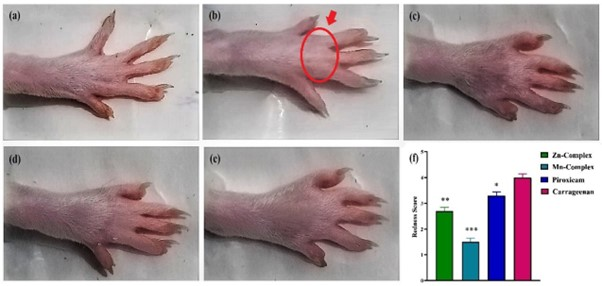 (a)
(b)
(c)
(d)
(e)
(f)
Zn-Complex
Mn-Complex
Piroxicam
Carrageenan
Redness Score
5
4
3
2
1
0
**
***
*